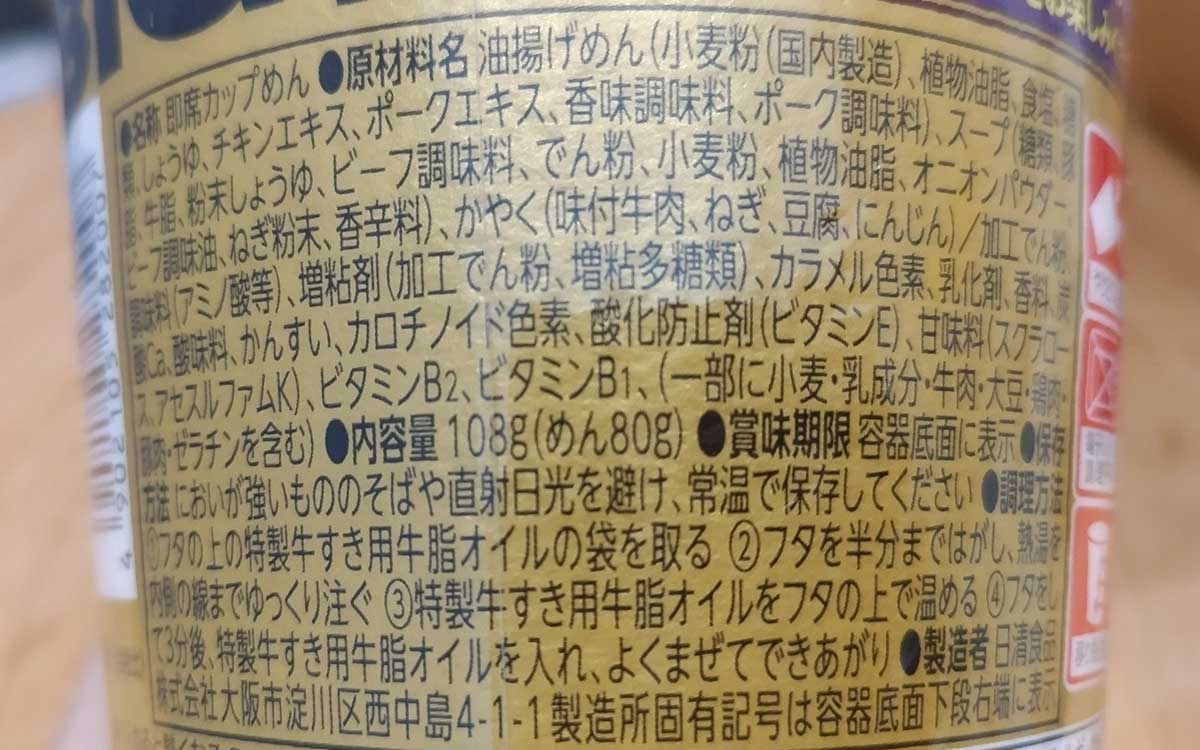 とお楽しみ
●名称 即席カップめん ●原材料名 油揚げめん(小麦粉(国内製造)、植物油脂、食塩、
しょうゆ、チキンエキス、ポークエキス、香味調味料、ポーク調味料)、スープ(糖類、豚
脂、牛脂、粉末しょうゆ、ビーフ調味料、でん粉、小麦粉、植物油脂、オニオンパウダー、
ビーフ調味油、ねぎ粉末、香辛料)、かやく(味付牛肉、ねぎ、豆腐、にんじん)/加工でん粉、
調味料(アミノ酸等)、増粘剤(加工でん粉、増粘多糖類)、カラメル色素、乳化剤、香料、炭
酸Ca、酸味料、かんすい、カロチノイド色素、酸化防止剤(ビタミンE)、甘味料(スクラロー
ス、アセスルファムK)、ビタミンB2、ビタミンB1、(一部に小麦・乳成分・牛肉・大豆・鶏肉・
豚肉・ゼラチンを含む) ●内容量 108g(めん80g) ●賞味期限 容器底面に表示 ●保存
方法 においが強いもののそばや直射日光を避け、常温で保存してください ●調理方法
①フタの上の特製牛すき用牛脂オイルの袋を取る ②フタを半分まではがし、熱湯を
内側の線までゆっくり注ぐ ③特製牛すき用牛脂オイルをフタの上で温める ④フタをし
て3分後、特製牛すき用牛脂オイルを入れ、よくまぜてできあがり ●製造者 日清食品
株式会社大阪市淀川区西中島4-1-1 製造所固有記号は容器底面下段右端に表示